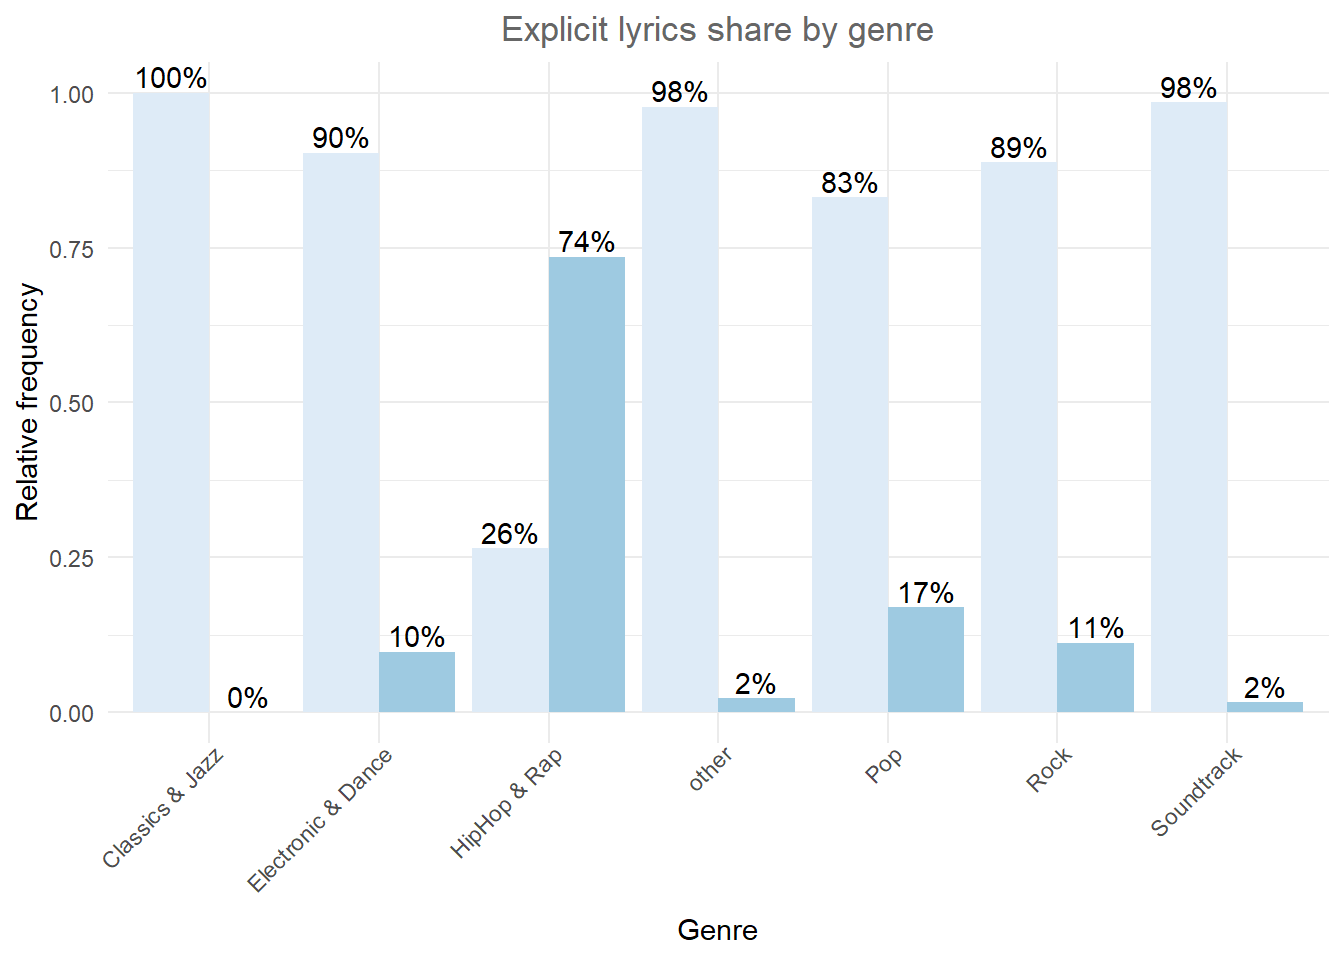 Explicit lyrics share by genre
Relative frequency
1.00
0.75
0.50
0.25
0.00
100%
0%
90%
10%
26%
74%
98%
2%
83%
17%
89%
11%
98%
2%
Classics & Jazz
Electronic & Dance
HipHop & Rap
other
Pop
Rock
Soundtrack
Genre